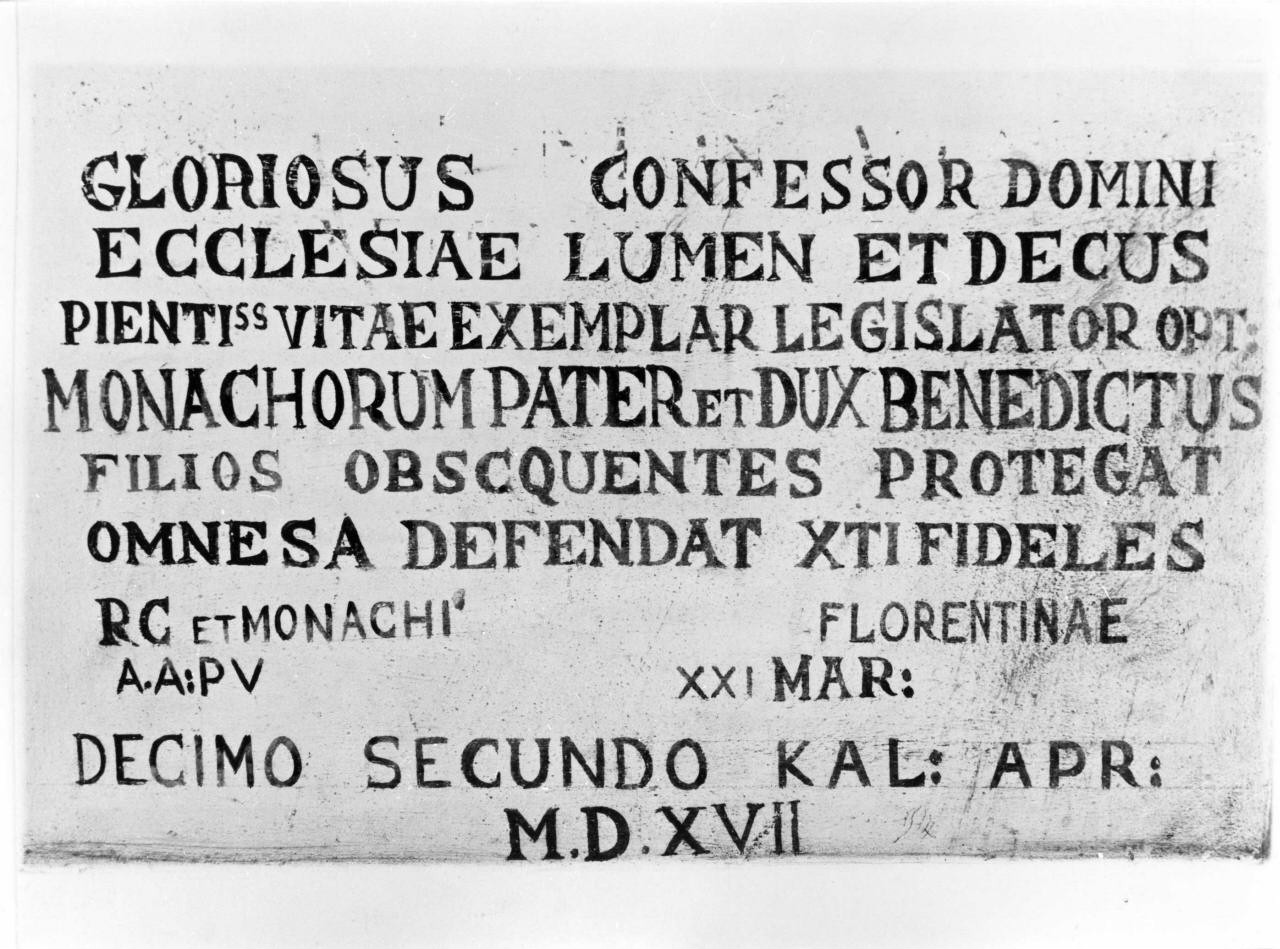 GLORIOSUS CONFESSOR DOMINI
ECCLESIAE LUMEN ET DECUS
PIENTISS VITAE EXEMPLAR LEGISLATOR OPT:
MONACHORUM PATER ET DUX BENEDICTUS
FILIOS OBSCQUENTES PROTEGAT
OMNESA DEFENDAT XTI FIDELES
RC ET MONACHI FLORENTINAE
A.A:PV XXI MAR:
DECIMO SECUNDO KAL: APR:
M.D.XVII